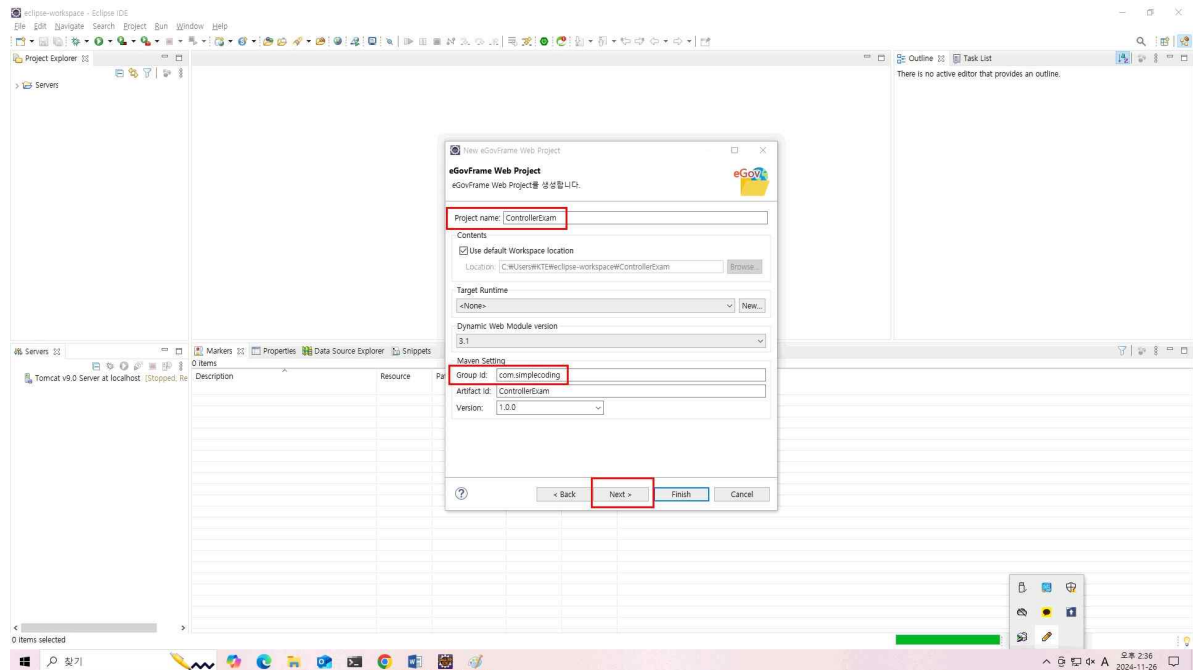 eclipse-workspace - Eclipse IDE
File Edit Navigate Search Project Run Window Help
Project Explorer
Servers
Outline Task List
There is no active editor that provides an outline.
New eGovFrame Web Project
eGovFrame Web Project
eGovFrame Web Project를 생성합니다.
eGov
Project name: ControllerExam
Contents
Use default Workspace location
Location: C:₩Users₩KTE₩eclipse-workspace₩ControllerExam Browse...
Target Runtime
<None> New...
Dynamic Web Module version
3.1
Maven Setting
Group Id: com.simplecoding
Artifact Id: ControllerExam
Version: 1.0.0
< Back Next > Finish Cancel
Servers
Tomcat v9.0 Server at localhost [Stopped, Re
Markers Properties Data Source Explorer Snippets
0 items
Description Resource Pa
0 items selected
찾기
A 오후 2:36
2024-11-26